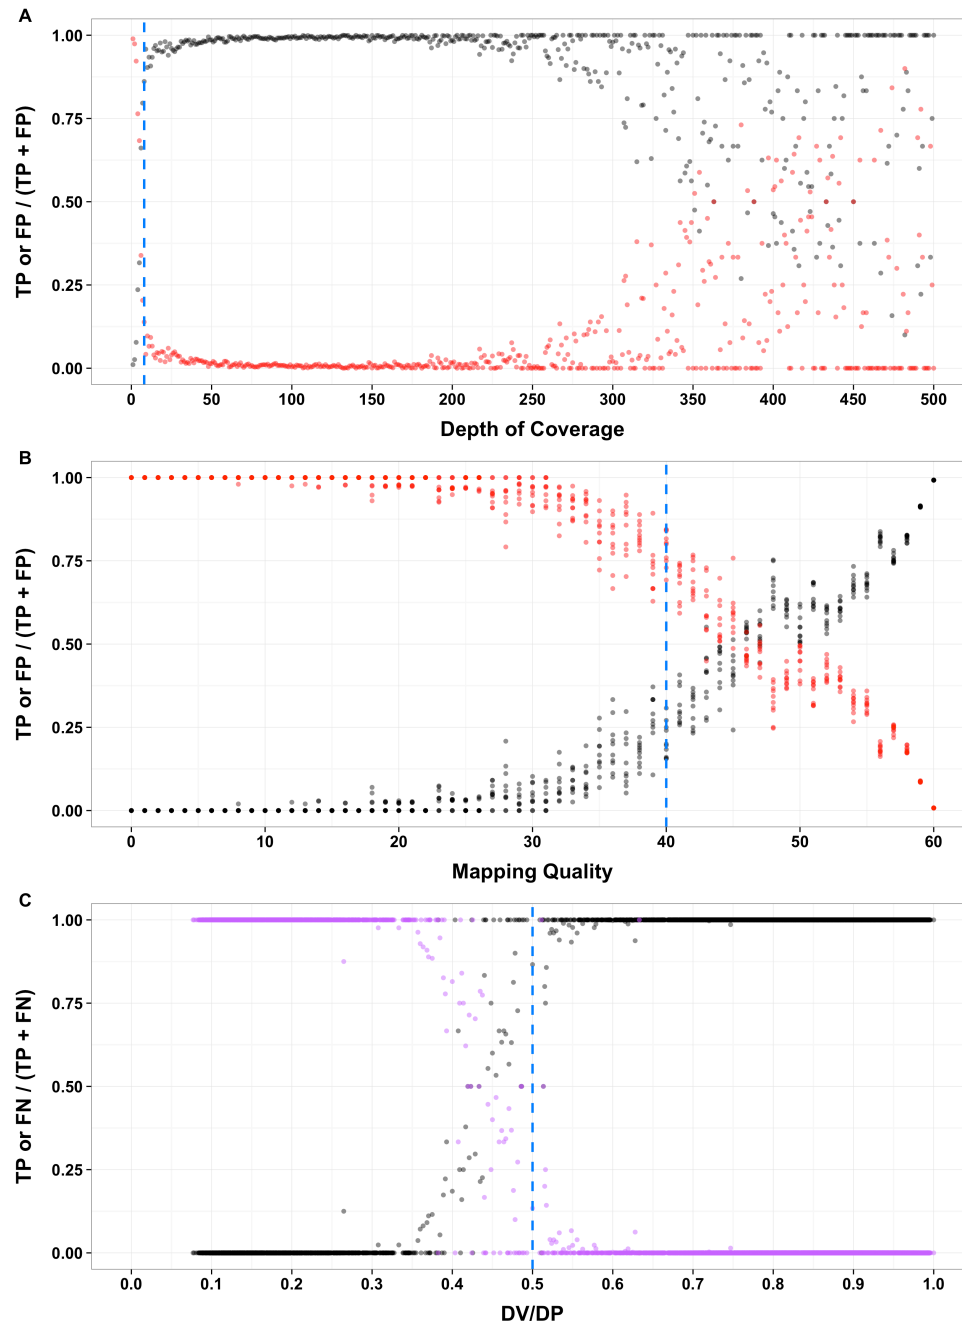 A
TP or FP / (TP + FP)
1.00
0.75
0.50
0.25
0.00
0 50 100 150 200 250 300 350 400 450 500
Depth of Coverage
B
TP or FP / (TP + FP)
1.00
0.75
0.50
0.25
0.00
0 10 20 30 40 50 60
Mapping Quality
C
TP or FN / (TP + FN)
1.00
0.75
0.50
0.25
0.00
0.0 0.1 0.2 0.3 0.4 0.5 0.6 0.7 0.8 0.9 1.0
DV/DP